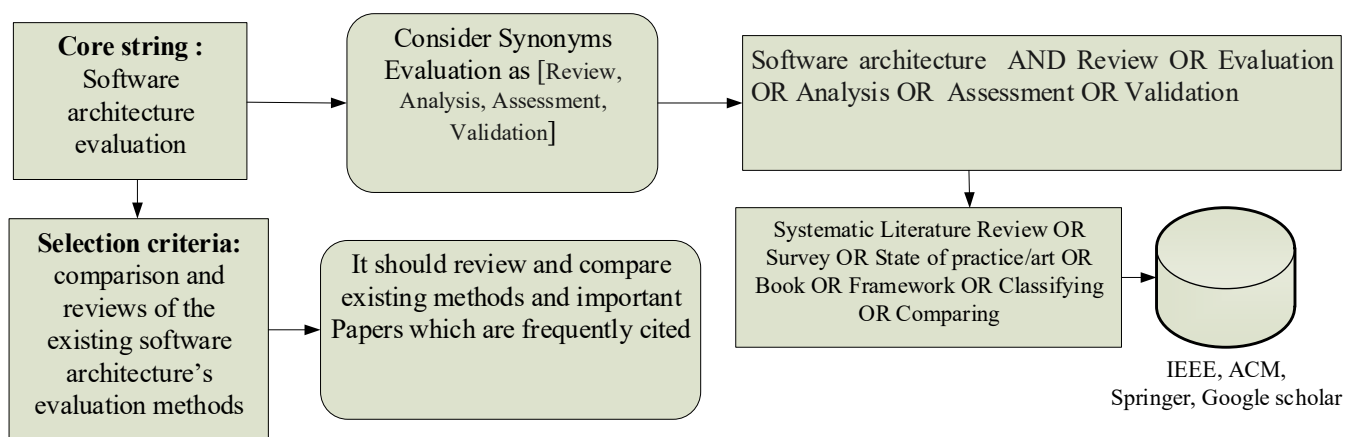 Core string :
Software
architecture
evaluation
Consider Synonyms
Evaluation as [Review,
Analysis, Assessment,
Validation]
Software architecture AND Review OR Evaluation
OR Analysis OR Assessment OR Validation
Selection criteria:
comparison and
reviews of the
existing software
architecture’s
evaluation methods
It should review and compare
existing methods and important
Papers which are frequently cited
Systematic Literature Review OR
Survey OR State of practice/art OR
Book OR Framework OR Classifying
OR Comparing
IEEE, ACM,
Springer, Google scholar